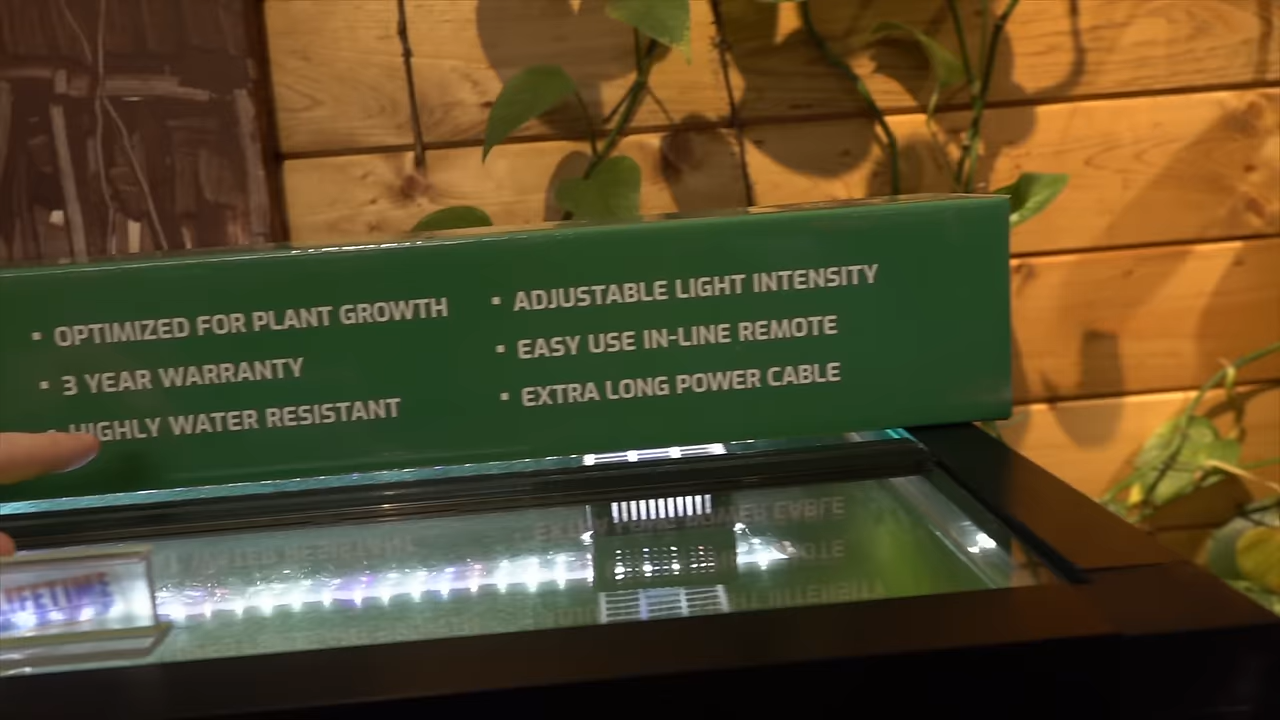 ▪ OPTIMIZED FOR PLANT GROWTH
▪ 3 YEAR WARRANTY
▪ HIGHLY WATER RESISTANT
▪ ADJUSTABLE LIGHT INTENSITY
▪ EASY USE IN-LINE REMOTE
▪ EXTRA LONG POWER CABLE